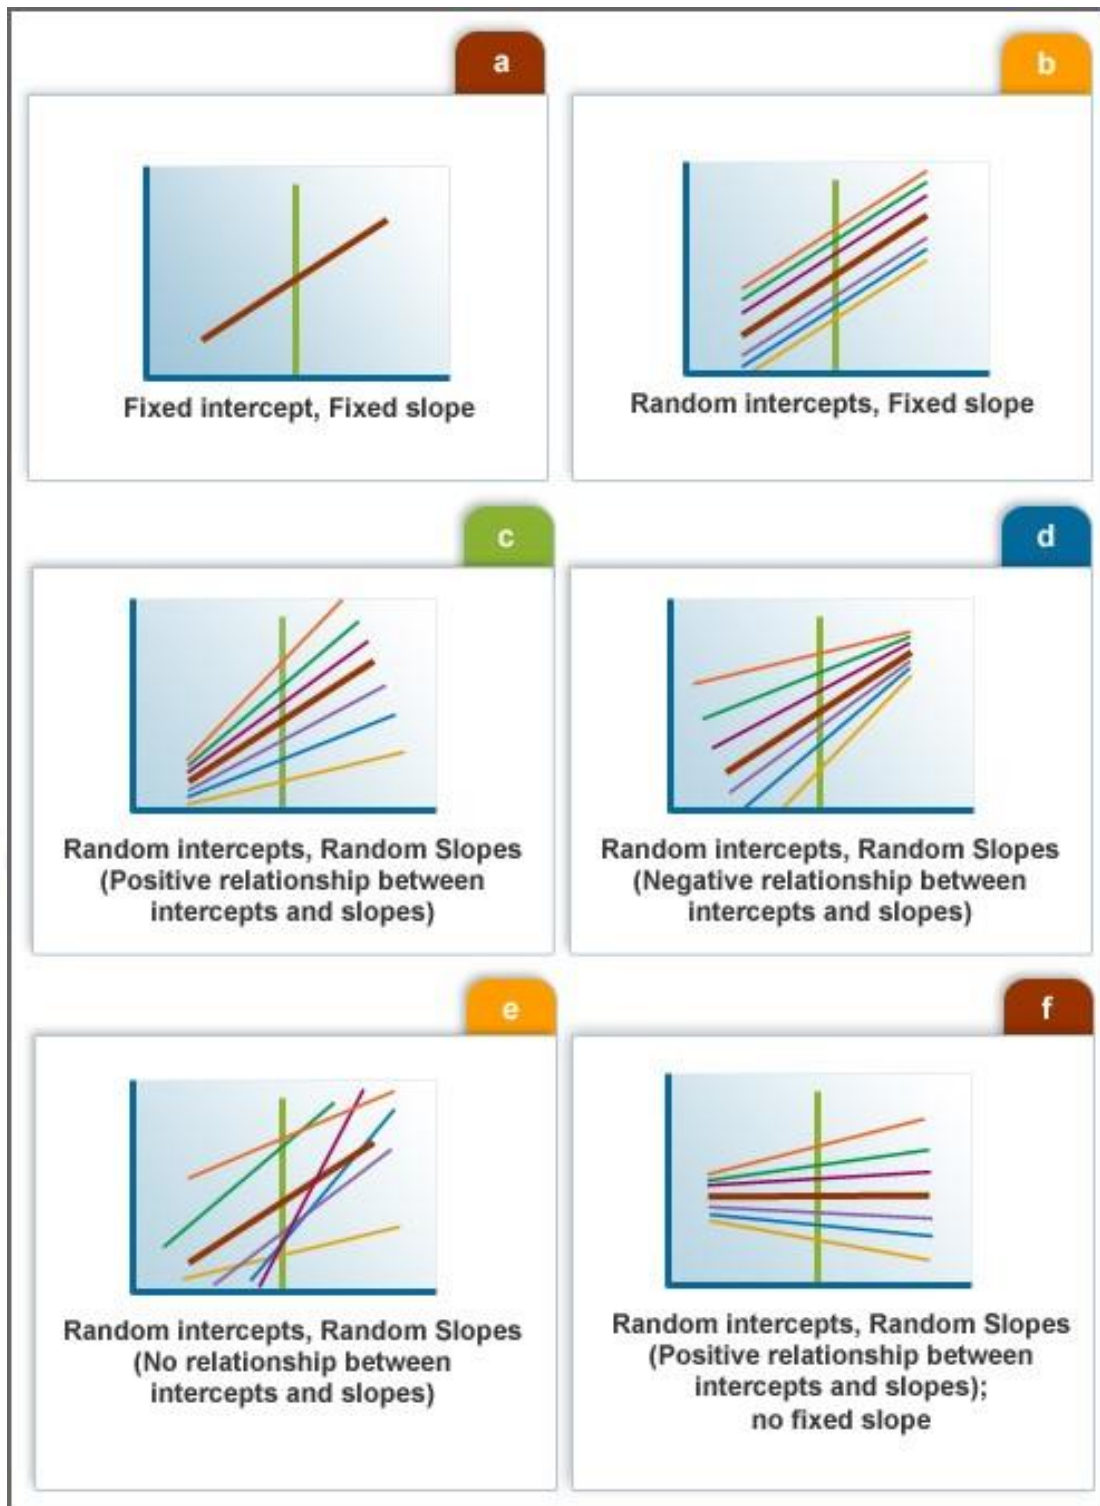 a
b
Fixed intercept, Fixed slope
Random intercepts, Fixed slope
c
d
Random intercepts, Random Slopes
(Positive relationship between
intercepts and slopes)
Random intercepts, Random Slopes
(Negative relationship between
intercepts and slopes)
e
f
Random intercepts, Random Slopes
(No relationship between
intercepts and slopes)
Random intercepts, Random Slopes
(Positive relationship between
intercepts and slopes);
no fixed slope